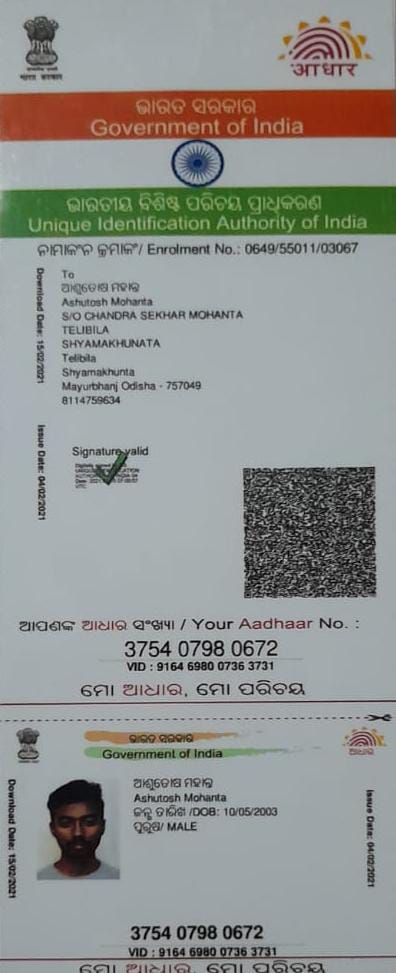 भारत सरकार
आधार
ଭାରତ ସରକାର
Government of India
ଭାରତୀୟ ବିଶିଷ୍ଟ ପରିଚୟ ପ୍ରାଧିକରଣ
Unique Identification Authority of India
ନାମାଙ୍କନ କ୍ରମାଙ୍କ/ Enrolment No.: 0649/55011/03067
Download Date: 15/02/2021
To
ଆଶୁତୋଷ ମହାନ୍ତ
Ashutosh Mohanta
S/O CHANDRA SEKHAR MOHANTA
TELIBILA
SHYAMAKHUNATA
Telibila
Shyamakhunta
Mayurbhanj Odisha - 757049
8114759634
Issue Date: 04/02/2021
Signature valid
ଆପଣଙ୍କ ଆଧାର ସଂଖ୍ୟା / Your Aadhaar No. :
3754 0798 0672
VID : 9164 6980 0736 3731
ମୋ ଆଧାର, ମୋ ପରିଚୟ
ଭାରତ ସରକାର
Government of India
ଆଧାର
Download Date: 15/02/2021
ଆଶୁତୋଷ ମହାନ୍ତ
Ashutosh Mohanta
ଜନ୍ମ ତାରିଖ /DOB: 10/05/2003
ପୁରୁଷ/ MALE
Issue Date: 04/02/2021
3754 0798 0672
VID : 9164 6980 0736 3731
ମୋ ଆଧାର, ମୋ ପରିଚୟ